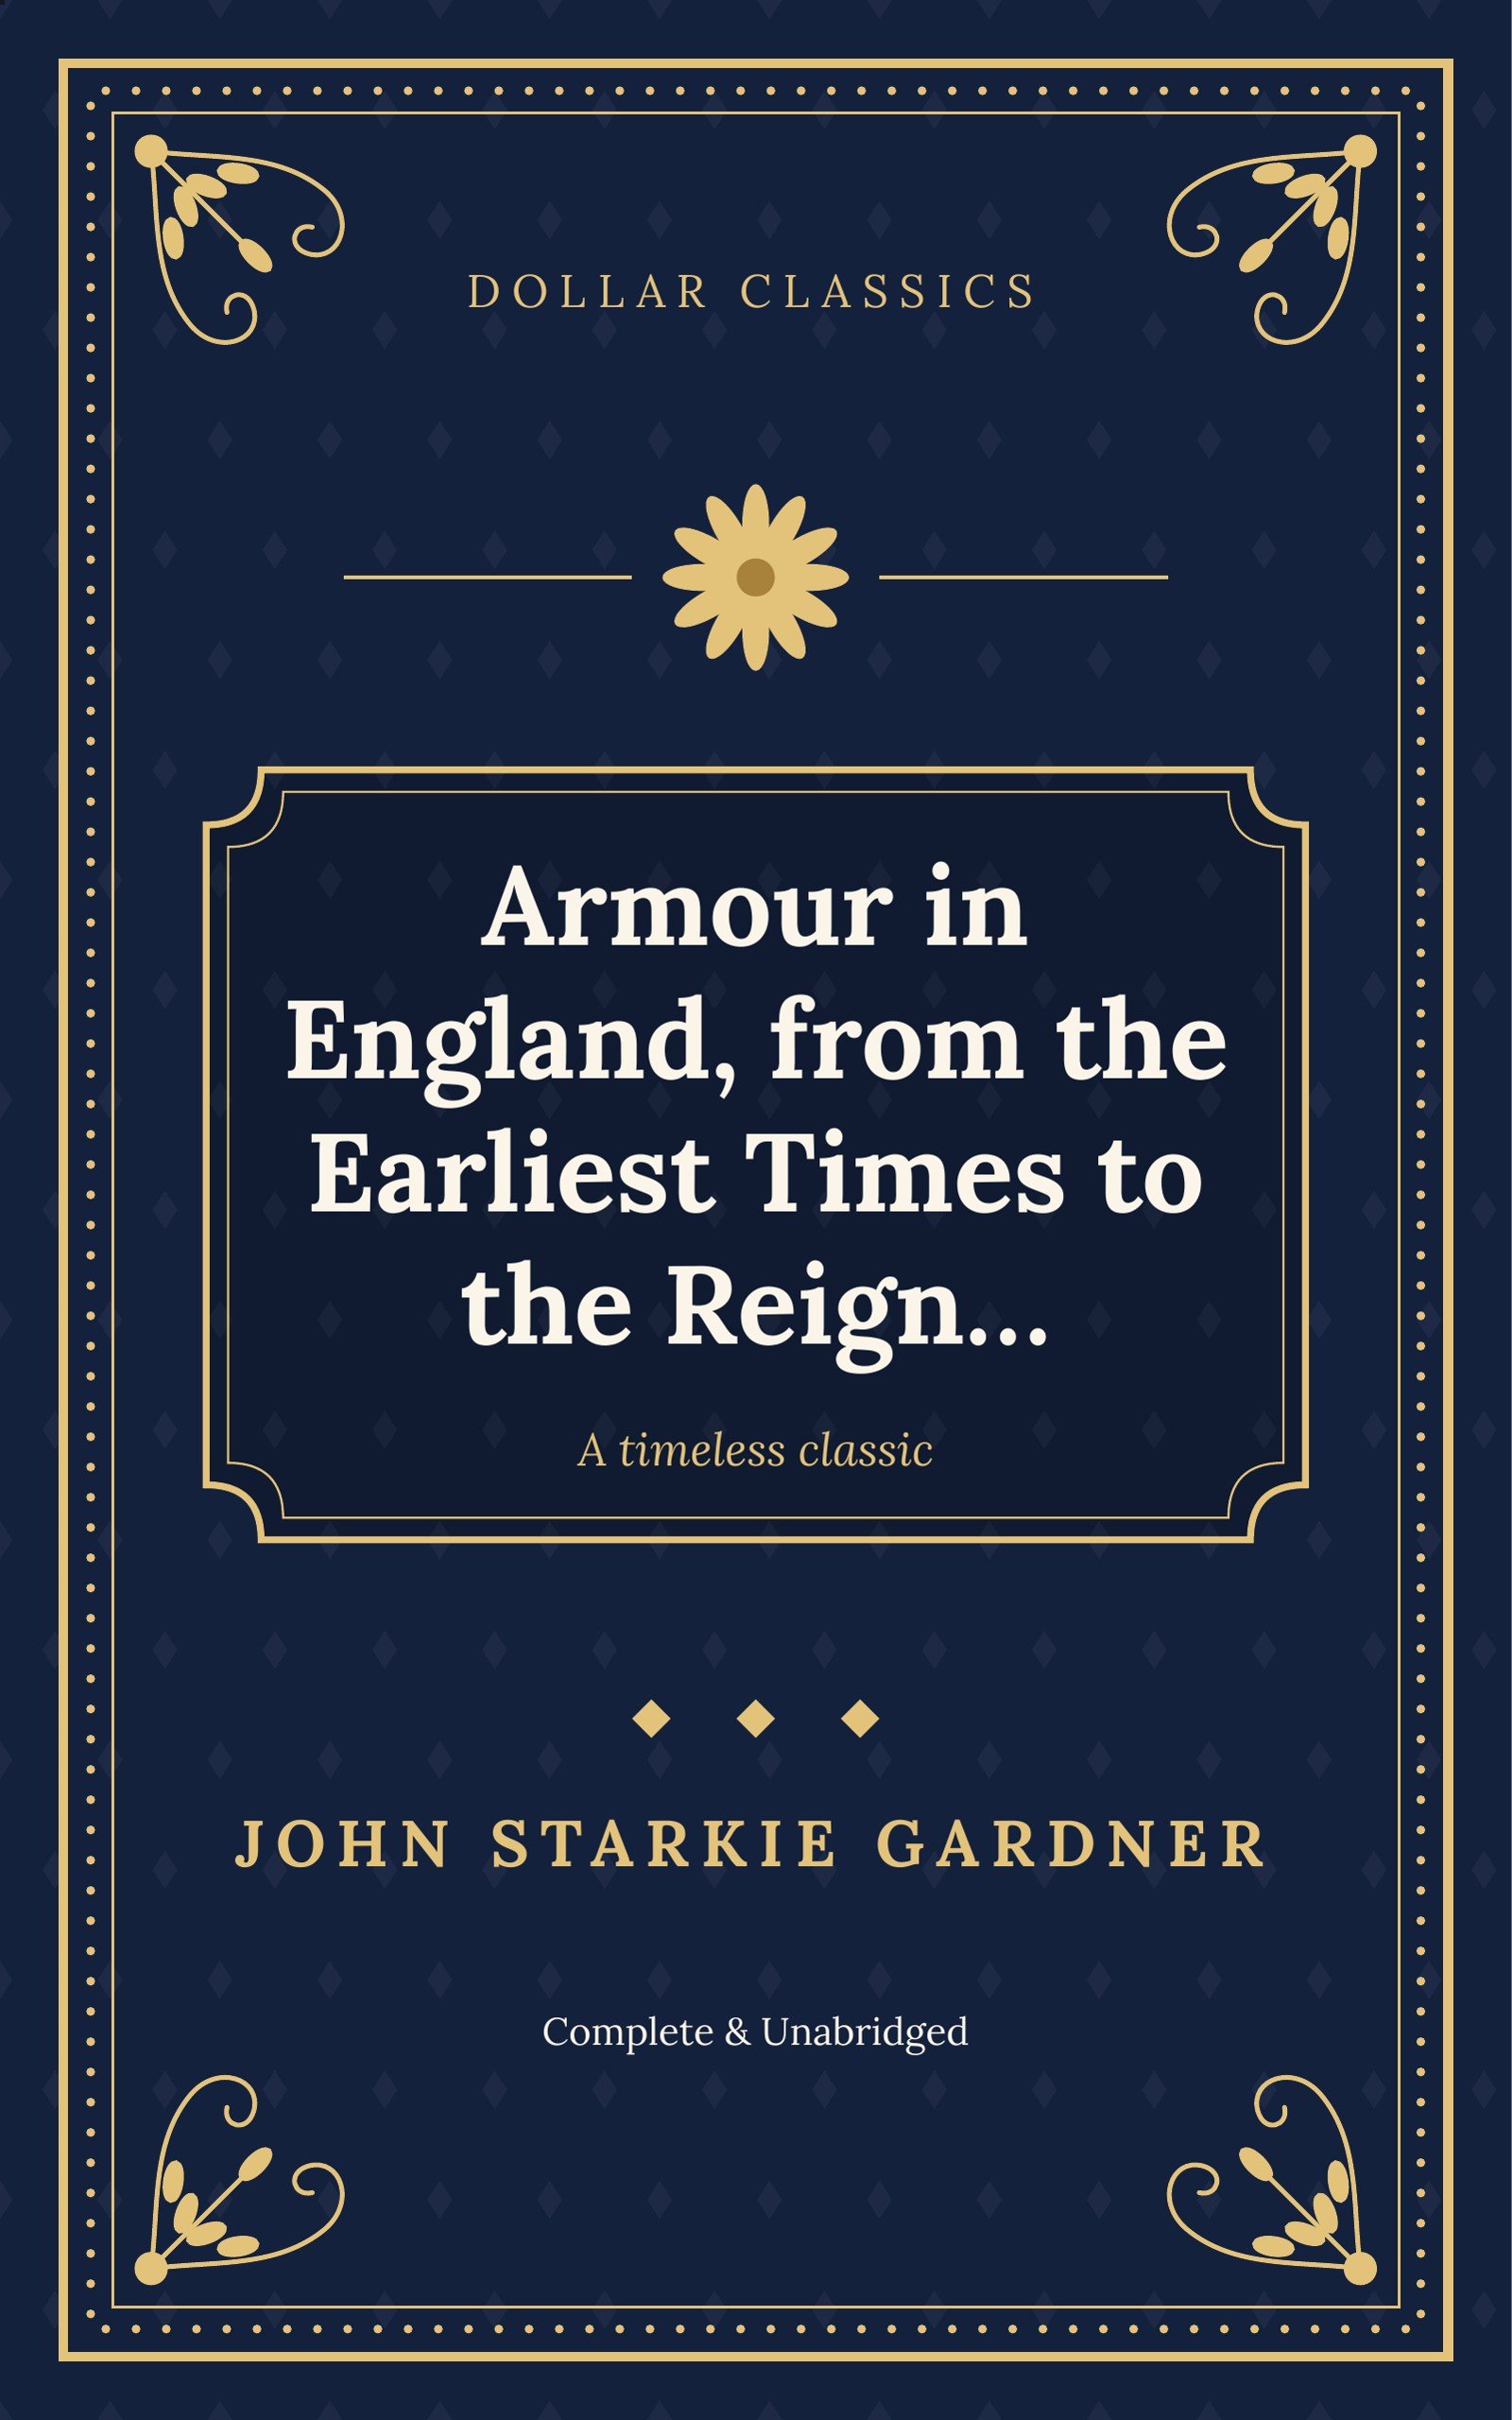 DOLLAR CLASSICS
Armour in
England, from the
Earliest Times to
the Reign...
A timeless classic
JOHN STARKIE GARDNER
Complete & Unabridged